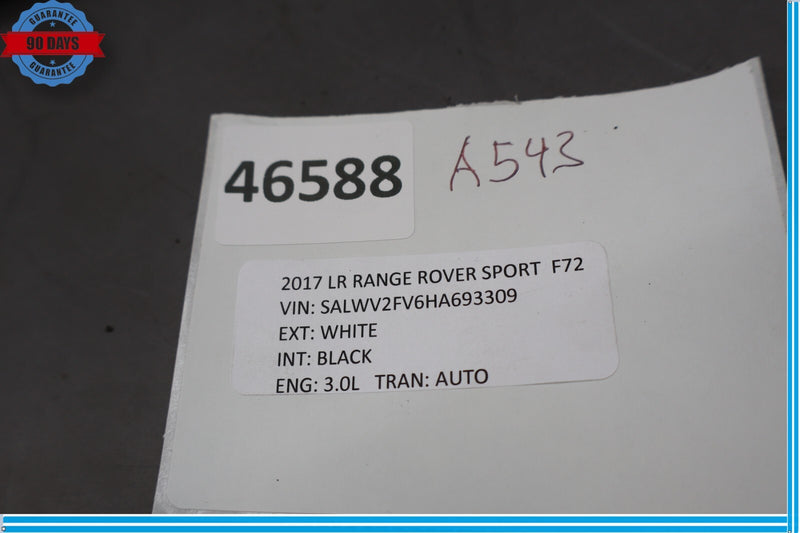 GUARANTEE
90 DAYS
GUARANTEE
46588
A543
2017 LR RANGE ROVER SPORT F72
VIN: SALWV2FV6HA693309
EXT: WHITE
INT: BLACK
ENG: 3.0L TRAN: AUTO